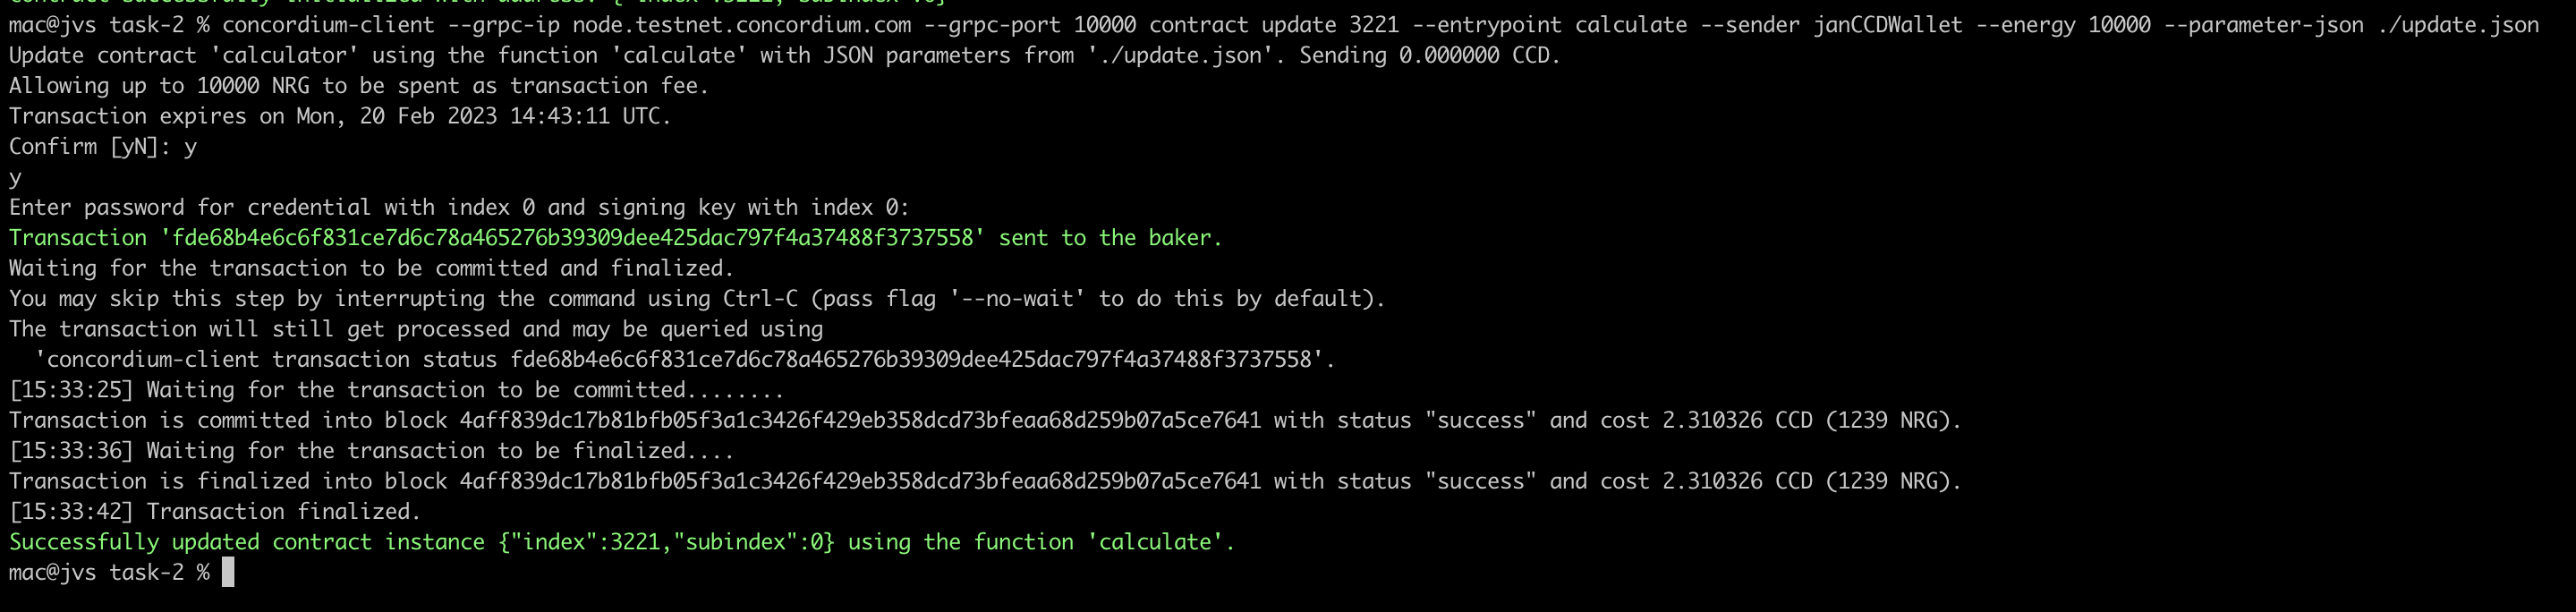 contract successfully initialized with address: {"index":3221,"subindex":0}
mac@jvs task-2 % concordium-client --grpc-ip node.testnet.concordium.com --grpc-port 10000 contract update 3221 --entrypoint calculate --sender janCCDWallet --energy 10000 --parameter-json ./update.json
Update contract 'calculator' using the function 'calculate' with JSON parameters from './update.json'. Sending 0.000000 CCD.
Allowing up to 10000 NRG to be spent as transaction fee.
Transaction expires on Mon, 20 Feb 2023 14:43:11 UTC.
Confirm [yN]: y
y
Enter password for credential with index 0 and signing key with index 0:
Transaction 'fde68b4e6c6f831ce7d6c78a465276b39309dee425dac797f4a37488f3737558' sent to the baker.
Waiting for the transaction to be committed and finalized.
You may skip this step by interrupting the command using Ctrl-C (pass flag '--no-wait' to do this by default).
The transaction will still get processed and may be queried using
  'concordium-client transaction status fde68b4e6c6f831ce7d6c78a465276b39309dee425dac797f4a37488f3737558'.
[15:33:25] Waiting for the transaction to be committed........
Transaction is committed into block 4aff839dc17b81bfb05f3a1c3426f429eb358dcd73bfeaa68d259b07a5ce7641 with status "success" and cost 2.310326 CCD (1239 NRG).
[15:33:36] Waiting for the transaction to be finalized....
Transaction is finalized into block 4aff839dc17b81bfb05f3a1c3426f429eb358dcd73bfeaa68d259b07a5ce7641 with status "success" and cost 2.310326 CCD (1239 NRG).
[15:33:42] Transaction finalized.
Successfully updated contract instance {"index":3221,"subindex":0} using the function 'calculate'.
mac@jvs task-2 %